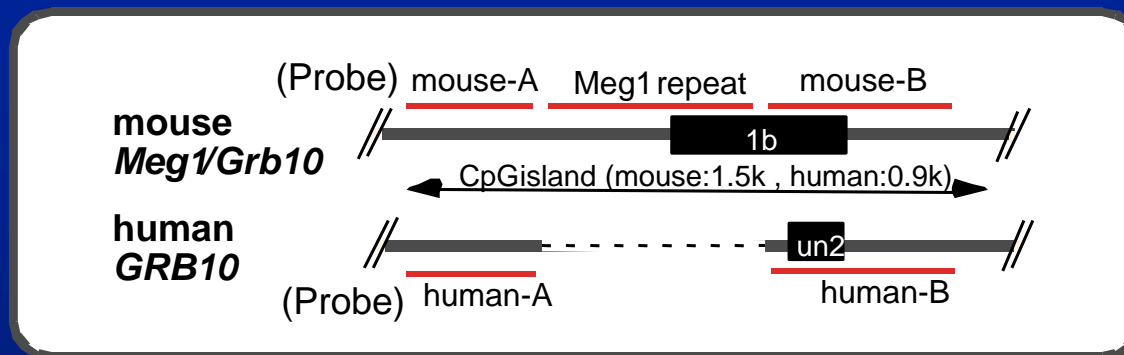 (Probe) mouse-A Meg1 repeat mouse-B
mouse
Meg1/Grb10
1b
CpGisland (mouse:1.5k , human:0.9k)
human
GRB10
un2
(Probe) human-A human-B